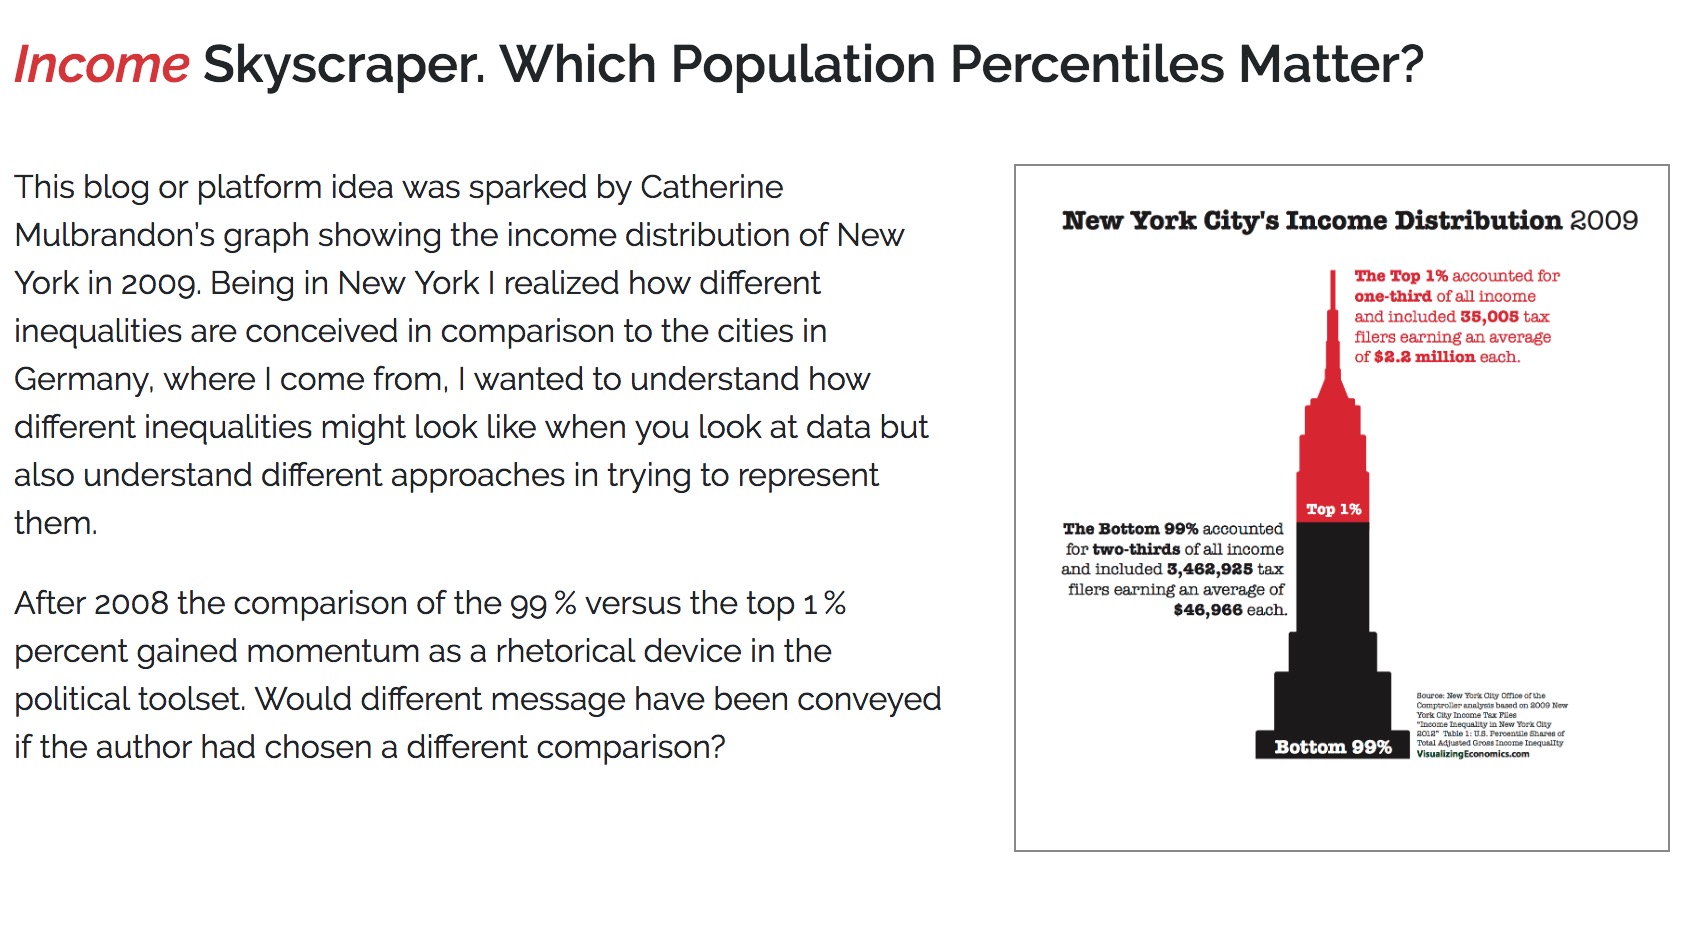 Income Skyscraper. Which Population Percentiles Matter?
This blog or platform idea was sparked by Catherine
Mulbrandon's graph showing the income distribution of New
York in 2009. Being in New York I realized how different
inequalities are conceived in comparison to the cities in
Germany, where I come from, I wanted to understand how
different inequalities might look like when you look at data but
also understand different approaches in trying to represent
them.
After 2008 the comparison of the 99 % versus the top 1 %
percent gained momentum as a rhetorical device in the
political toolset. Would different message have been conveyed
if the author had chosen a different comparison?
New York City's Income Distribution 2009
The Top 1% accounted for
one-third of all income
and included 35,005 tax
filers earning an average
of $2.2 million each.
Top 1%
The Bottom 99% accounted
for two-thirds of all income
and included 3,462,925 tax
filers earning an average of
$46,966 each.
Bottom 99%
Source: New York City Office of the
Comptroller analysis based on 2009 New
York City Income Tax Files
"Income Inequality in New York City
2012" Table 1: U.S. Percentile Shares of
Total Adjusted Gross Income Inequality
VisualizingEconomics.com